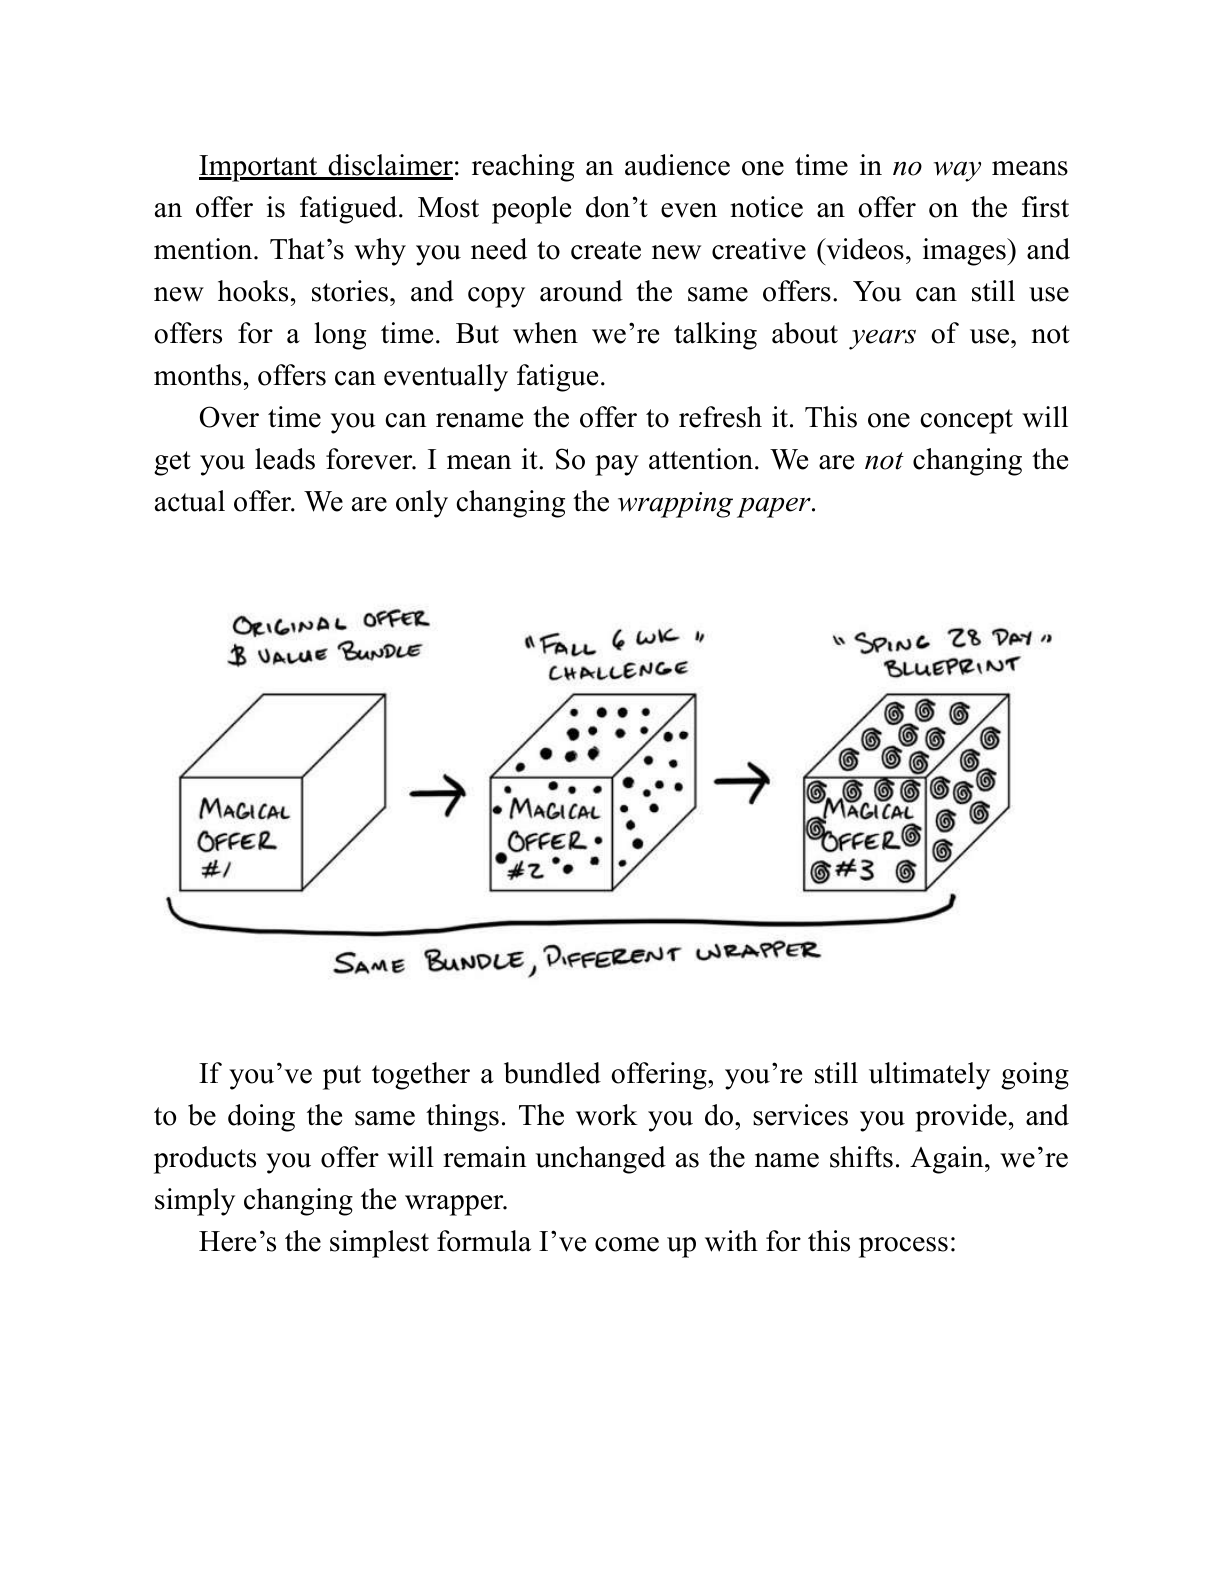 Important disclaimer: reaching an audience one time in no way means
an offer is fatigued. Most people don’t even notice an offer on the first
mention. That’s why you need to create new creative (videos, images) and
new hooks, stories, and copy around the same offers. You can still use
offers for a long time. But when we’re talking about years of use, not
months, offers can eventually fatigue.
Over time you can rename the offer to refresh it. This one concept will
get you leads forever. I mean it. So pay attention. We are not changing the
actual offer. We are only changing the wrapping paper.
ORIGINAL OFFER
& VALUE BUNDLE
MAGICAL
OFFER
#1
"FALL 6 WK"
CHALLENGE
MAGICAL
OFFER
#2
"SPING 28 DAY"
BLUEPRINT
MAGICAL
OFFER
#3
SAME BUNDLE, DIFFERENT WRAPPER
If you’ve put together a bundled offering, you’re still ultimately going
to be doing the same things. The work you do, services you provide, and
products you offer will remain unchanged as the name shifts. Again, we’re
simply changing the wrapper.
Here’s the simplest formula I’ve come up with for this process: